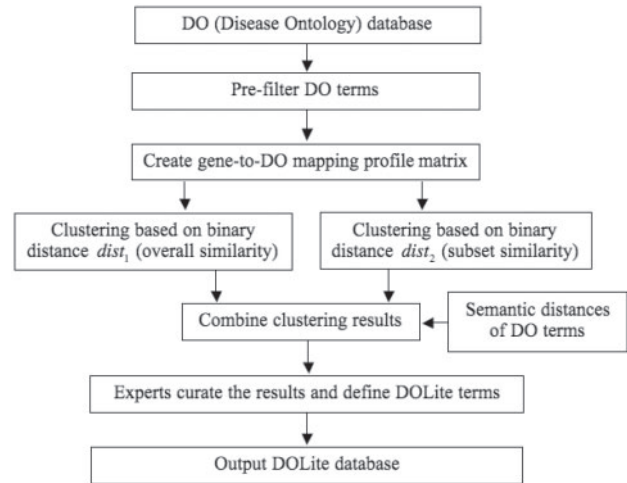 DO (Disease Ontology) database
Pre-filter DO terms
Create gene-to-DO mapping profile matrix
Clustering based on binary
distance dist₁ (overall similarity)
Clustering based on binary
distance dist₂ (subset similarity)
Combine clustering results
Semantic distances
of DO terms
Experts curate the results and define DOLite terms
Output DOLite database